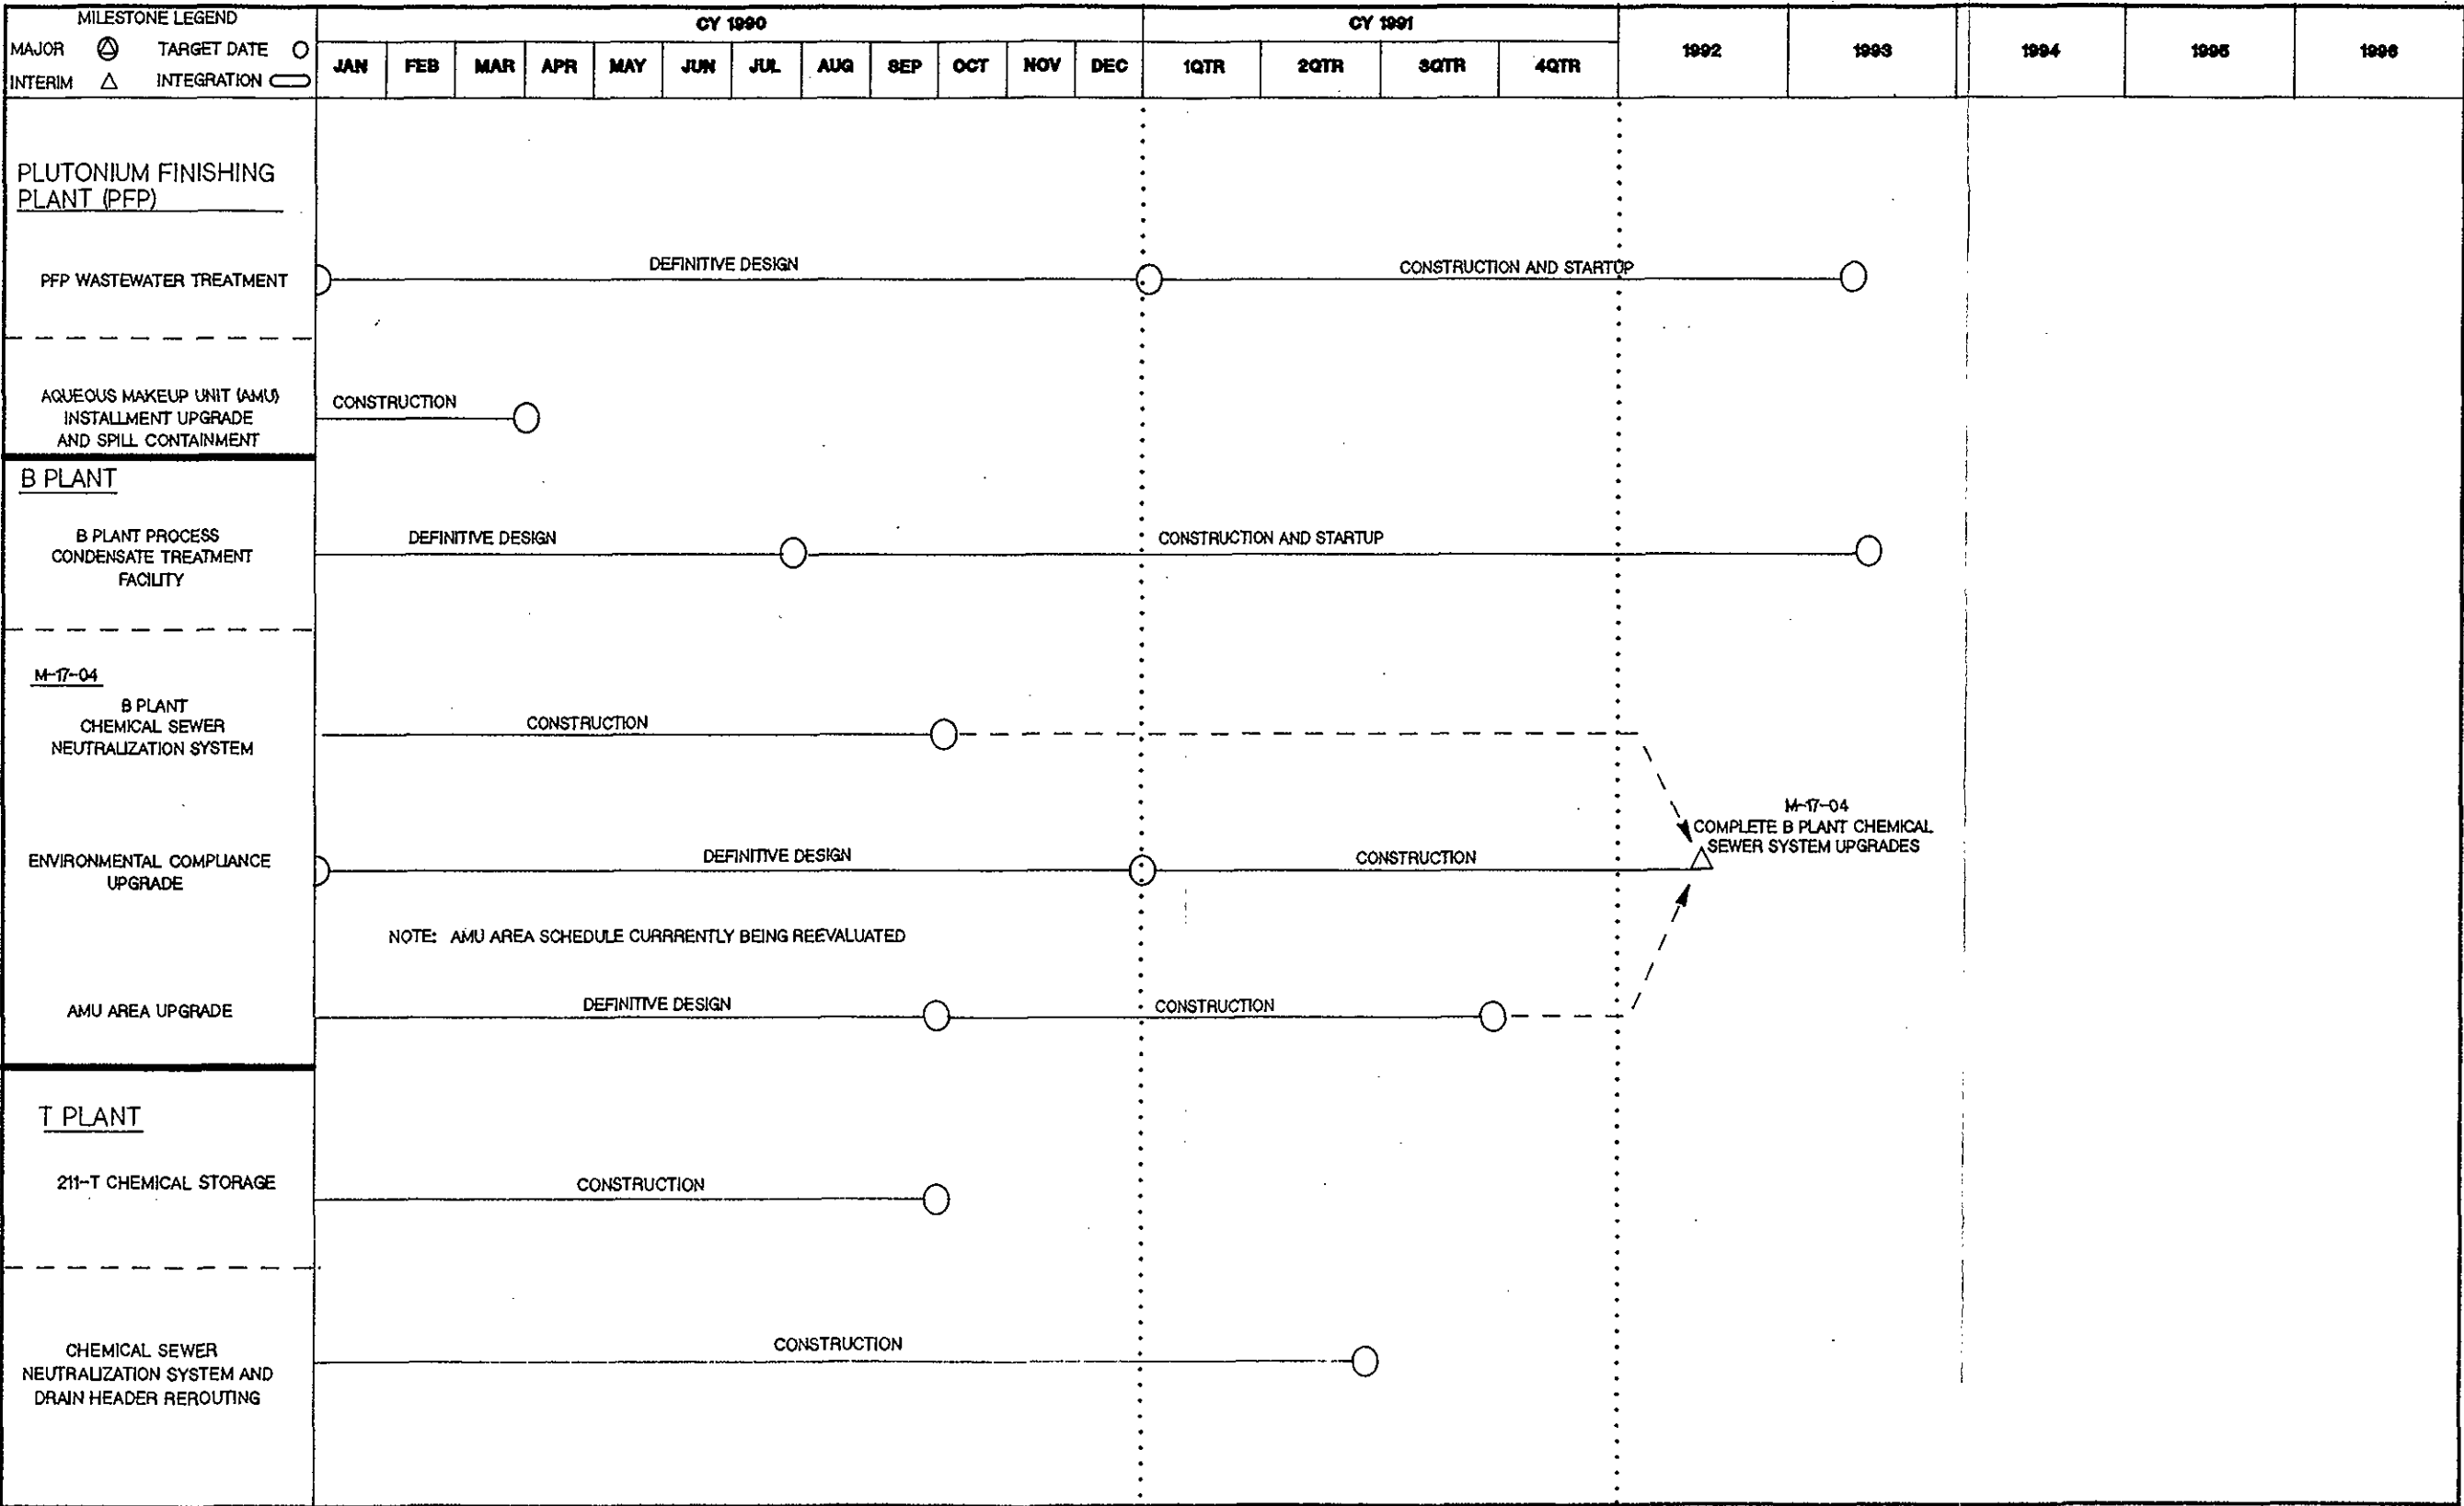 MILESTONE LEGEND
MAJOR TARGET DATE
INTERIM INTEGRATION
CY 1990
CY 1991
JAN FEB MAR APR MAY JUN JUL AUG SEP OCT NOV DEC 1QTR 2QTR 3QTR 4QTR 1992 1993 1994 1995 1996
PLUTONIUM FINISHING
PLANT (PFP)
PFP WASTEWATER TREATMENT
DEFINITIVE DESIGN
CONSTRUCTION AND STARTUP
AQUEOUS MAKEUP UNIT (AMU)
INSTALLMENT UPGRADE
AND SPILL CONTAINMENT
CONSTRUCTION
B PLANT
B PLANT PROCESS
CONDENSATE TREATMENT
FACILITY
DEFINITIVE DESIGN
CONSTRUCTION AND STARTUP
M-17-04
B PLANT
CHEMICAL SEWER
NEUTRALIZATION SYSTEM
CONSTRUCTION
M-17-04
COMPLETE B PLANT CHEMICAL
SEWER SYSTEM UPGRADES
ENVIRONMENTAL COMPLIANCE
UPGRADE
DEFINITIVE DESIGN
CONSTRUCTION
NOTE: AMU AREA SCHEDULE CURRRENTLY BEING REEVALUATED
AMU AREA UPGRADE
DEFINITIVE DESIGN
CONSTRUCTION
T PLANT
211-T CHEMICAL STORAGE
CONSTRUCTION
CHEMICAL SEWER
NEUTRALIZATION SYSTEM AND
DRAIN HEADER REROUTING
CONSTRUCTION